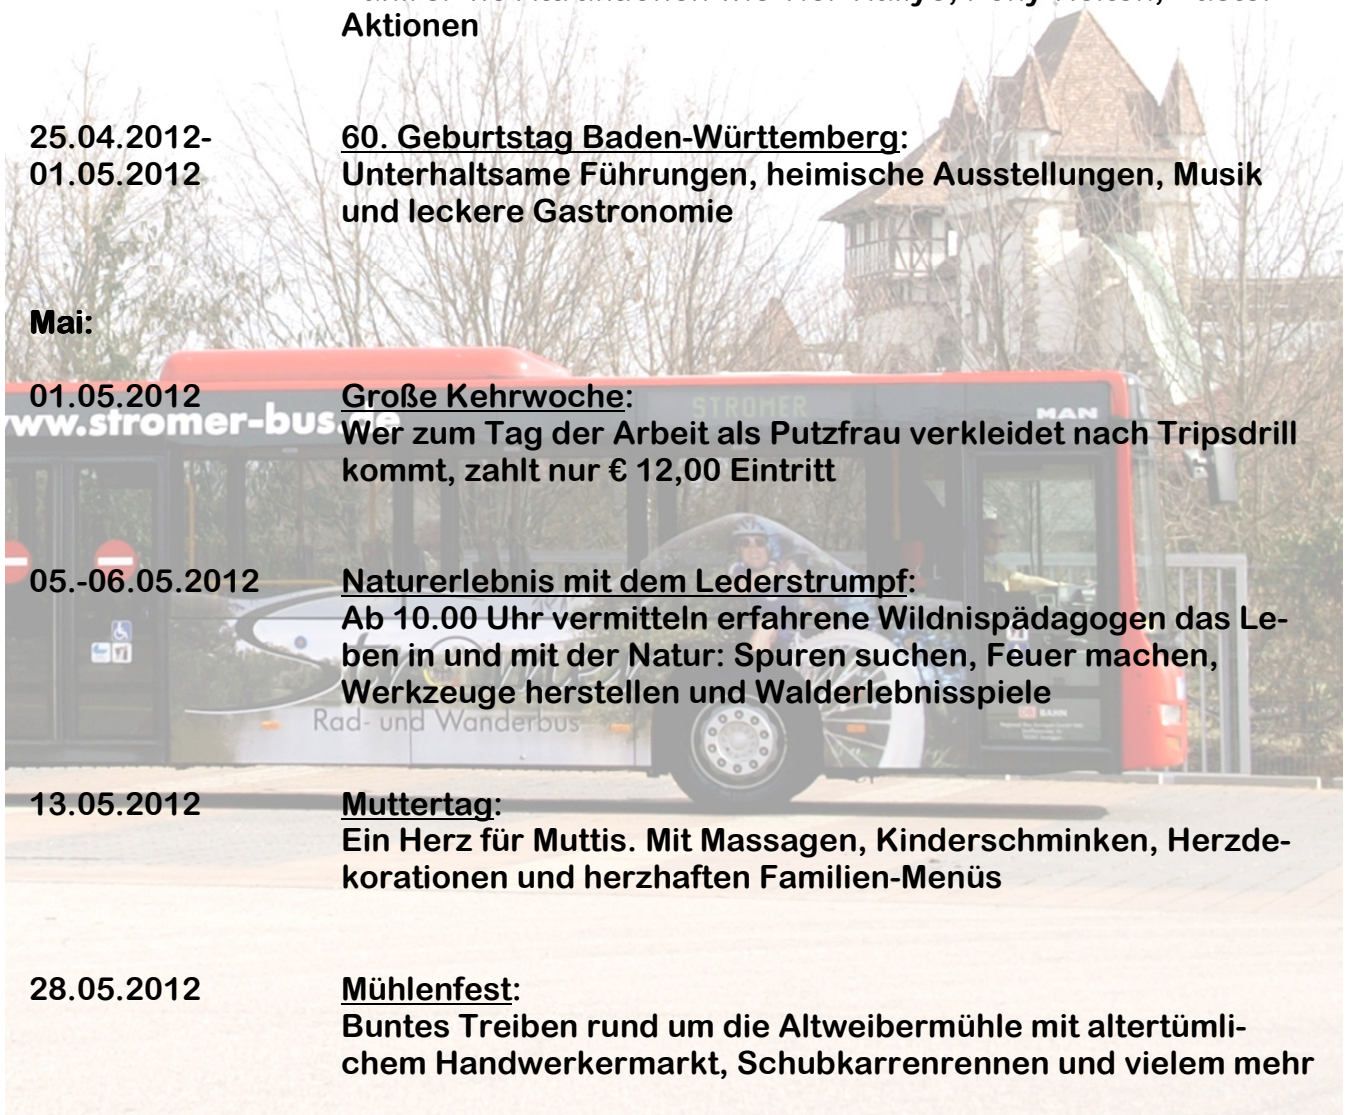 Aktionen
25.04.2012- 60. Geburtstag Baden-Württemberg:
01.05.2012 Unterhaltsame Führungen, heimische Ausstellungen, Musik
und leckere Gastronomie
Mai:
01.05.2012 Große Kehrwoche:
www.stromer-bus.de STROMER MAN
Wer zum Tag der Arbeit als Putzfrau verkleidet nach Tripsdrill
kommt, zahlt nur € 12,00 Eintritt
05.-06.05.2012 Naturerlebnis mit dem Lederstrumpf:
Ab 10.00 Uhr vermitteln erfahrene Wildnispädagogen das Le-
ben in und mit der Natur: Spuren suchen, Feuer machen,
Werkzeuge herstellen und Walderlebnisspiele
Stromer
Rad- und Wanderbus
DB BAHN
13.05.2012 Muttertag:
Ein Herz für Muttis. Mit Massagen, Kinderschminken, Herzde-
korationen und herzhaften Familien-Menüs
28.05.2012 Mühlenfest:
Buntes Treiben rund um die Altweibermühle mit altertümli-
chem Handwerkermarkt, Schubkarrenrennen und vielem mehr